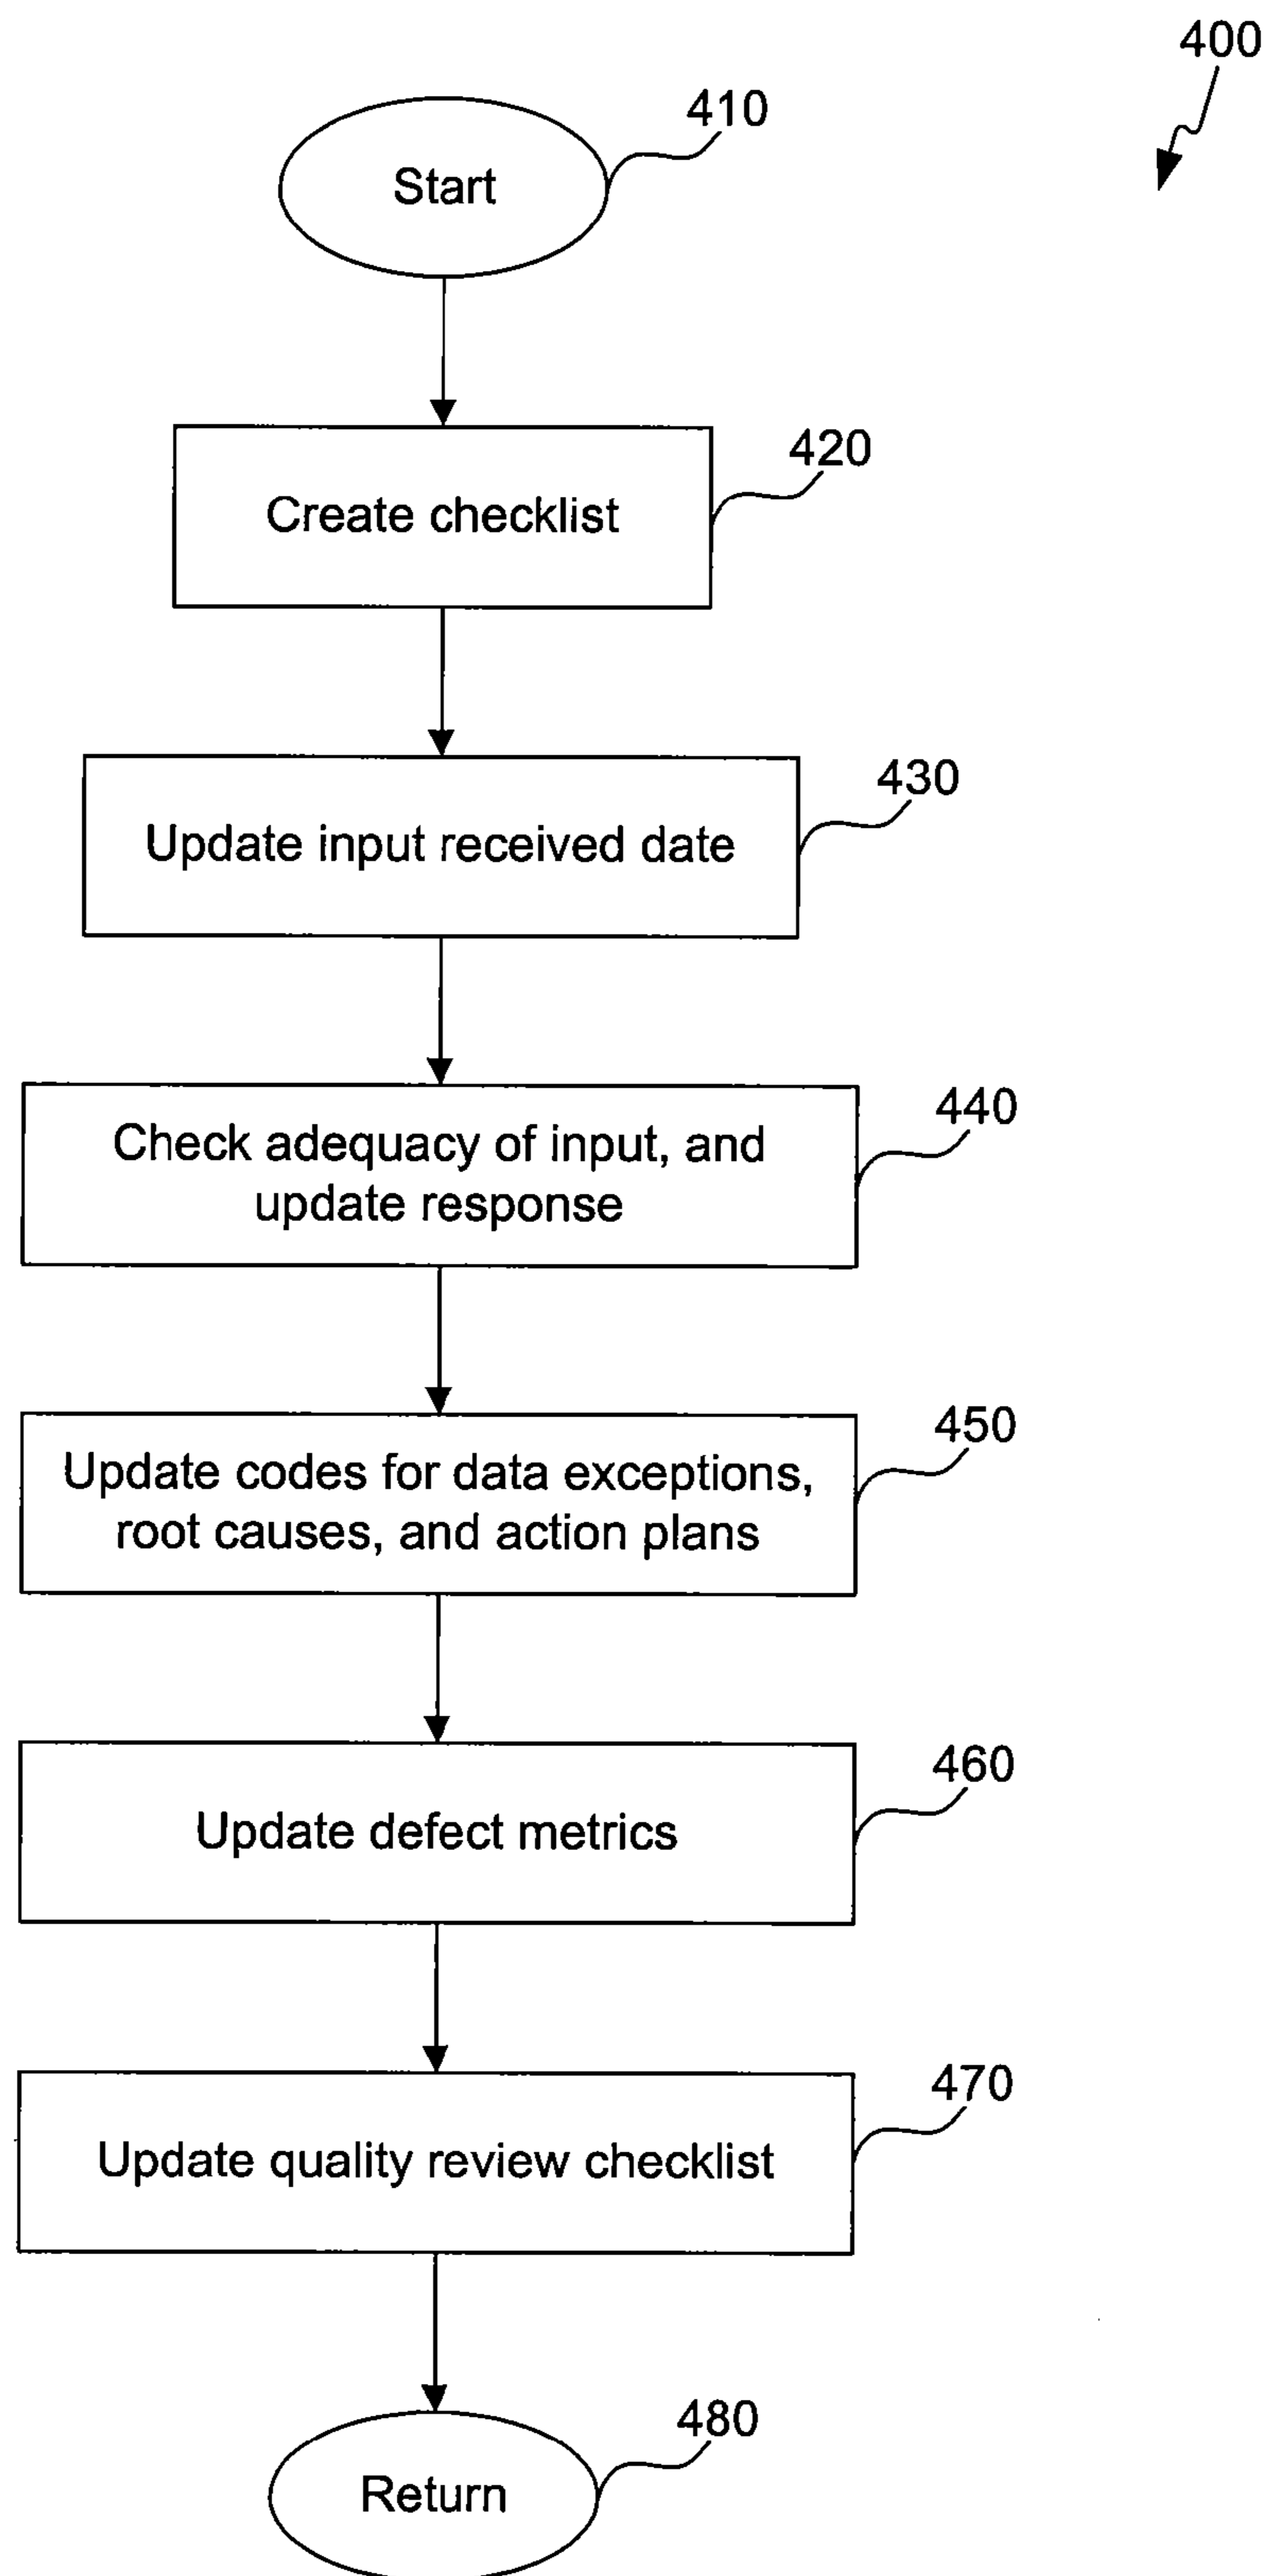 400
410
Start
420
Create checklist
430
Update input received date
440
Check adequacy of input, and
update response
450
Update codes for data exceptions,
root causes, and action plans
460
Update defect metrics
470
Update quality review checklist
480
Return